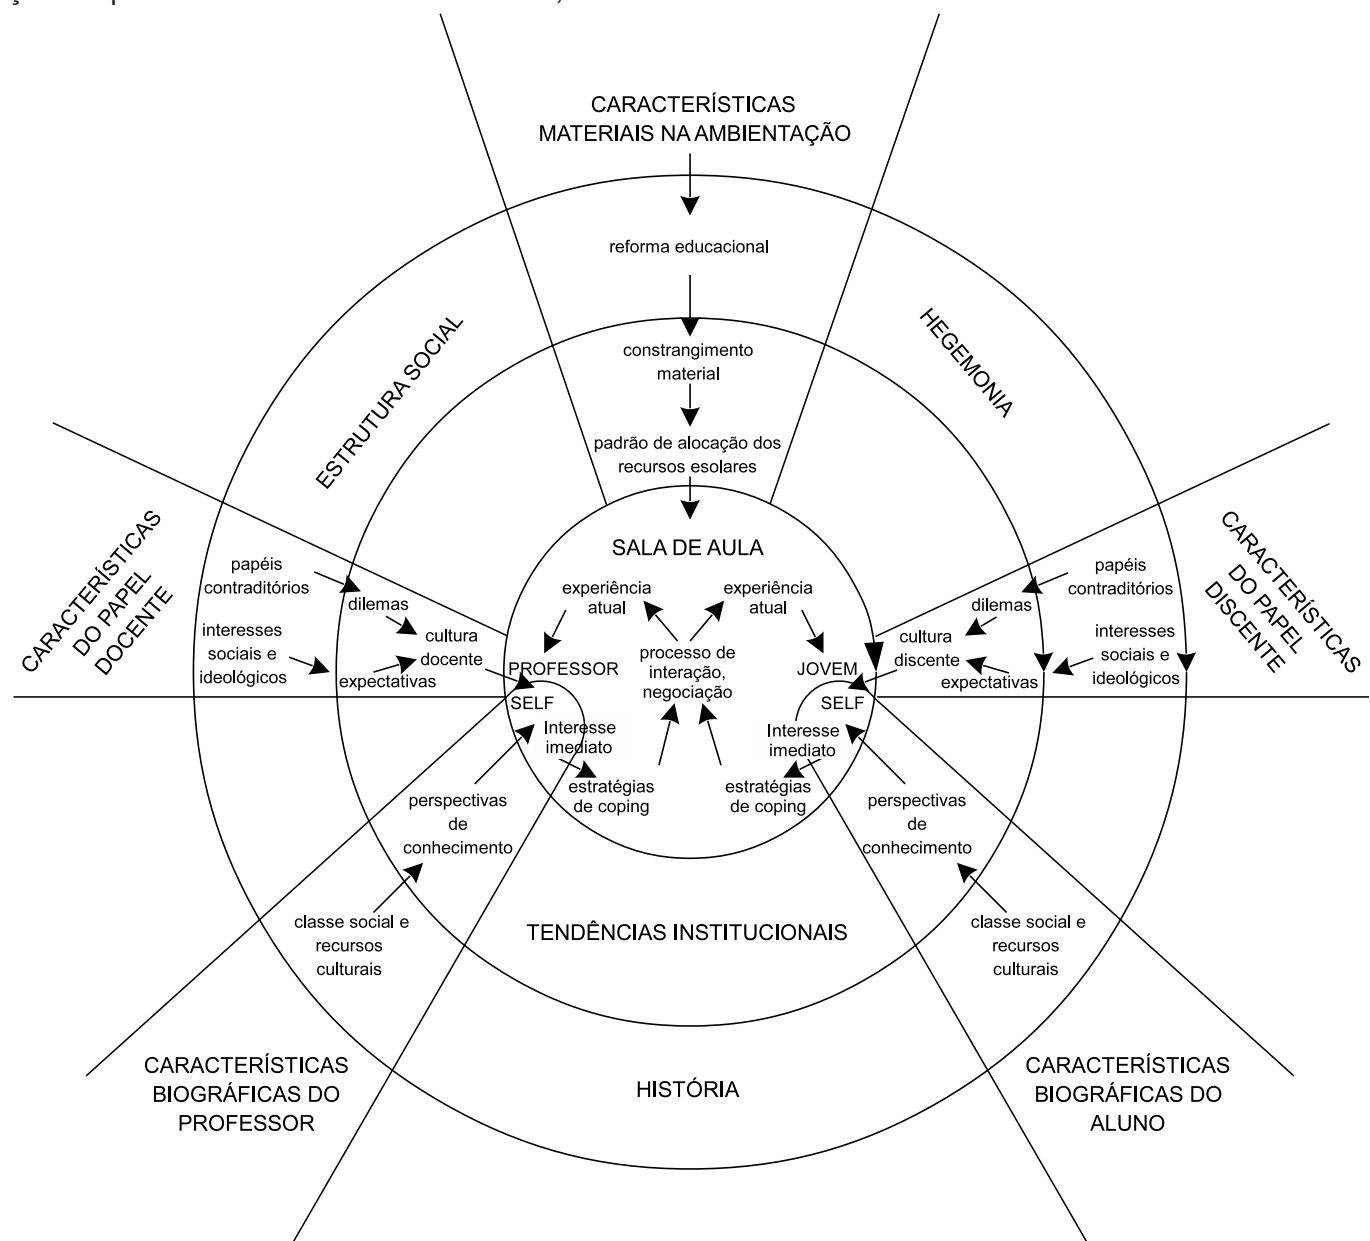 CARACTERÍSTICAS
MATERIAIS NA AMBIENTAÇÃO
reforma educacional
constrangimento
material
padrão de alocação dos
recursos esolares
ESTRUTURA SOCIAL
HEGEMONIA
SALA DE AULA
experiência
atual
experiência
atual
processo de
interação,
negociação
PROFESSOR
SELF
Interesse
imediato
estratégias
de coping
JOVEM
SELF
Interesse
imediato
estratégias
de coping
CARACTERÍSTICAS
DO PAPEL
DOCENTE
papéis
contraditórios
dilemas
interesses
sociais e
ideológicos
expectativas
cultura
docente
CARACTERÍSTICAS
DO PAPEL
DISCENTE
papéis
contraditórios
dilemas
interesses
sociais e
ideológicos
expectativas
cultura
discente
perspectivas
de
conhecimento
classe social e
recursos
culturais
perspectivas
de
conhecimento
classe social e
recursos
culturais
TENDÊNCIAS INSTITUCIONAIS
HISTÓRIA
CARACTERÍSTICAS
BIOGRÁFICAS DO
PROFESSOR
CARACTERÍSTICAS
BIOGRÁFICAS DO
ALUNO